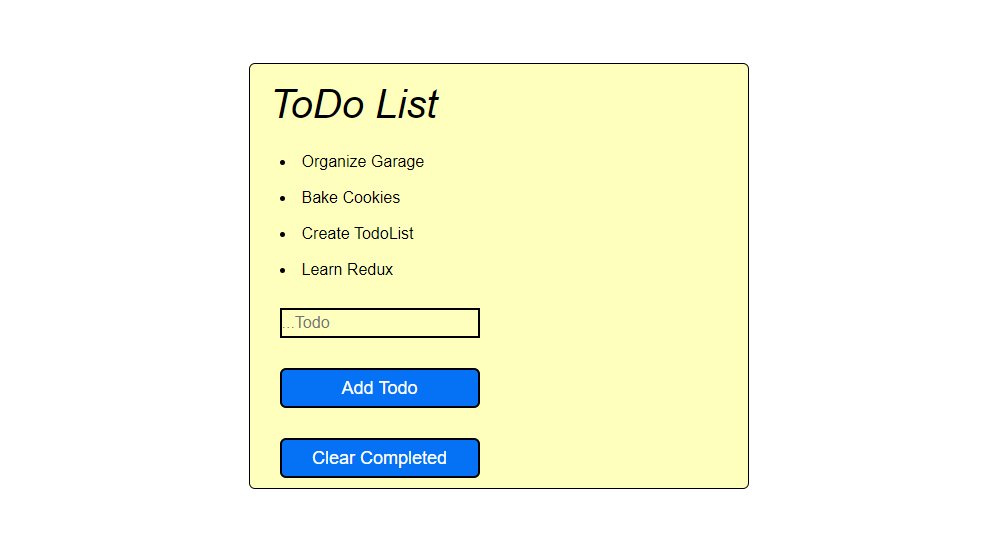 ToDo List
Organize Garage
Bake Cookies
Create TodoList
Learn Redux
...Todo
Add Todo
Clear Completed